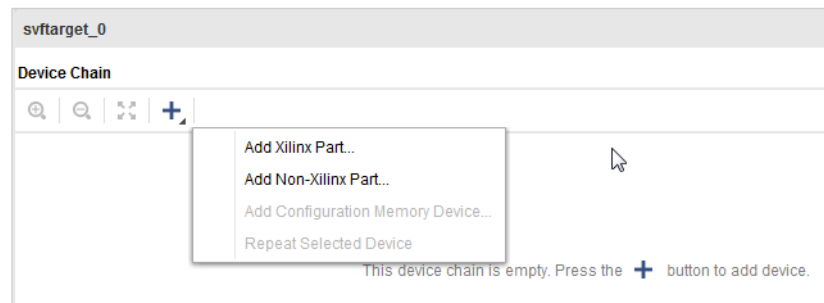 svftarget_0
Device Chain
Add Xilinx Part...
Add Non-Xilinx Part...
Add Configuration Memory Device...
Repeat Selected Device
This device chain is empty. Press the + button to add device.